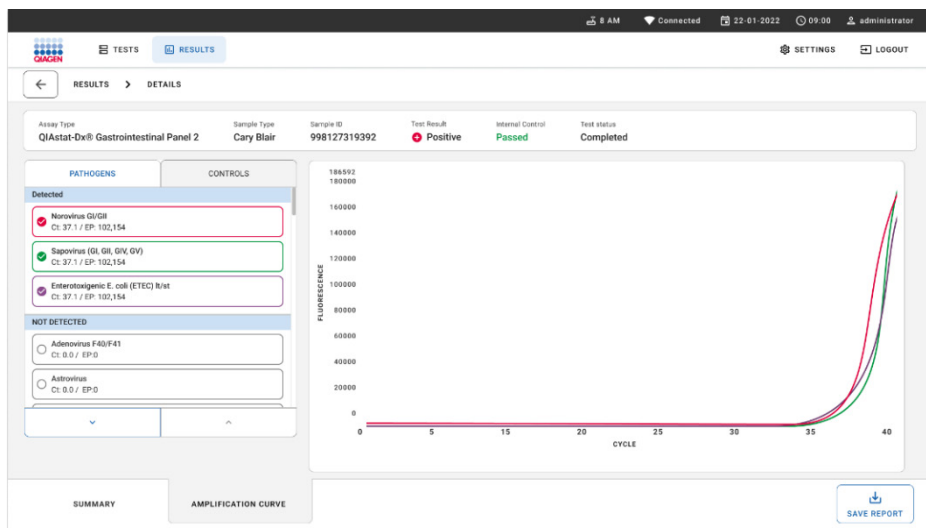 8 AM Connected 22-01-2022 09:00 administrator
QIAGEN TESTS RESULTS SETTINGS LOGOUT
RESULTS > DETAILS
Assay Type Sample Type Sample ID Test Result Internal Control Test status
QIAstat-Dx® Gastrointestinal Panel 2 Cary Blair 998127319392 Positive Passed Completed
PATHOGENS CONTROLS
Detected
Norovirus GI/GII
Ct: 37.1 / EP: 102,154
Sapovirus (GI, GII, GIV, GV)
Ct: 37.1 / EP: 102,154
Enterotoxigenic E. coli (ETEC) lt/st
Ct: 37.1 / EP: 102,154
NOT DETECTED
Adenovirus F40/F41
Ct: 0.0 / EP:0
Astrovirus
Ct: 0.0 / EP:0
186592
180000
160000
140000
120000
100000
80000
60000
40000
20000
0
FLUORESCENCE
0 5 15 20 25 30 35 40
CYCLE
SUMMARY AMPLIFICATION CURVE
SAVE REPORT